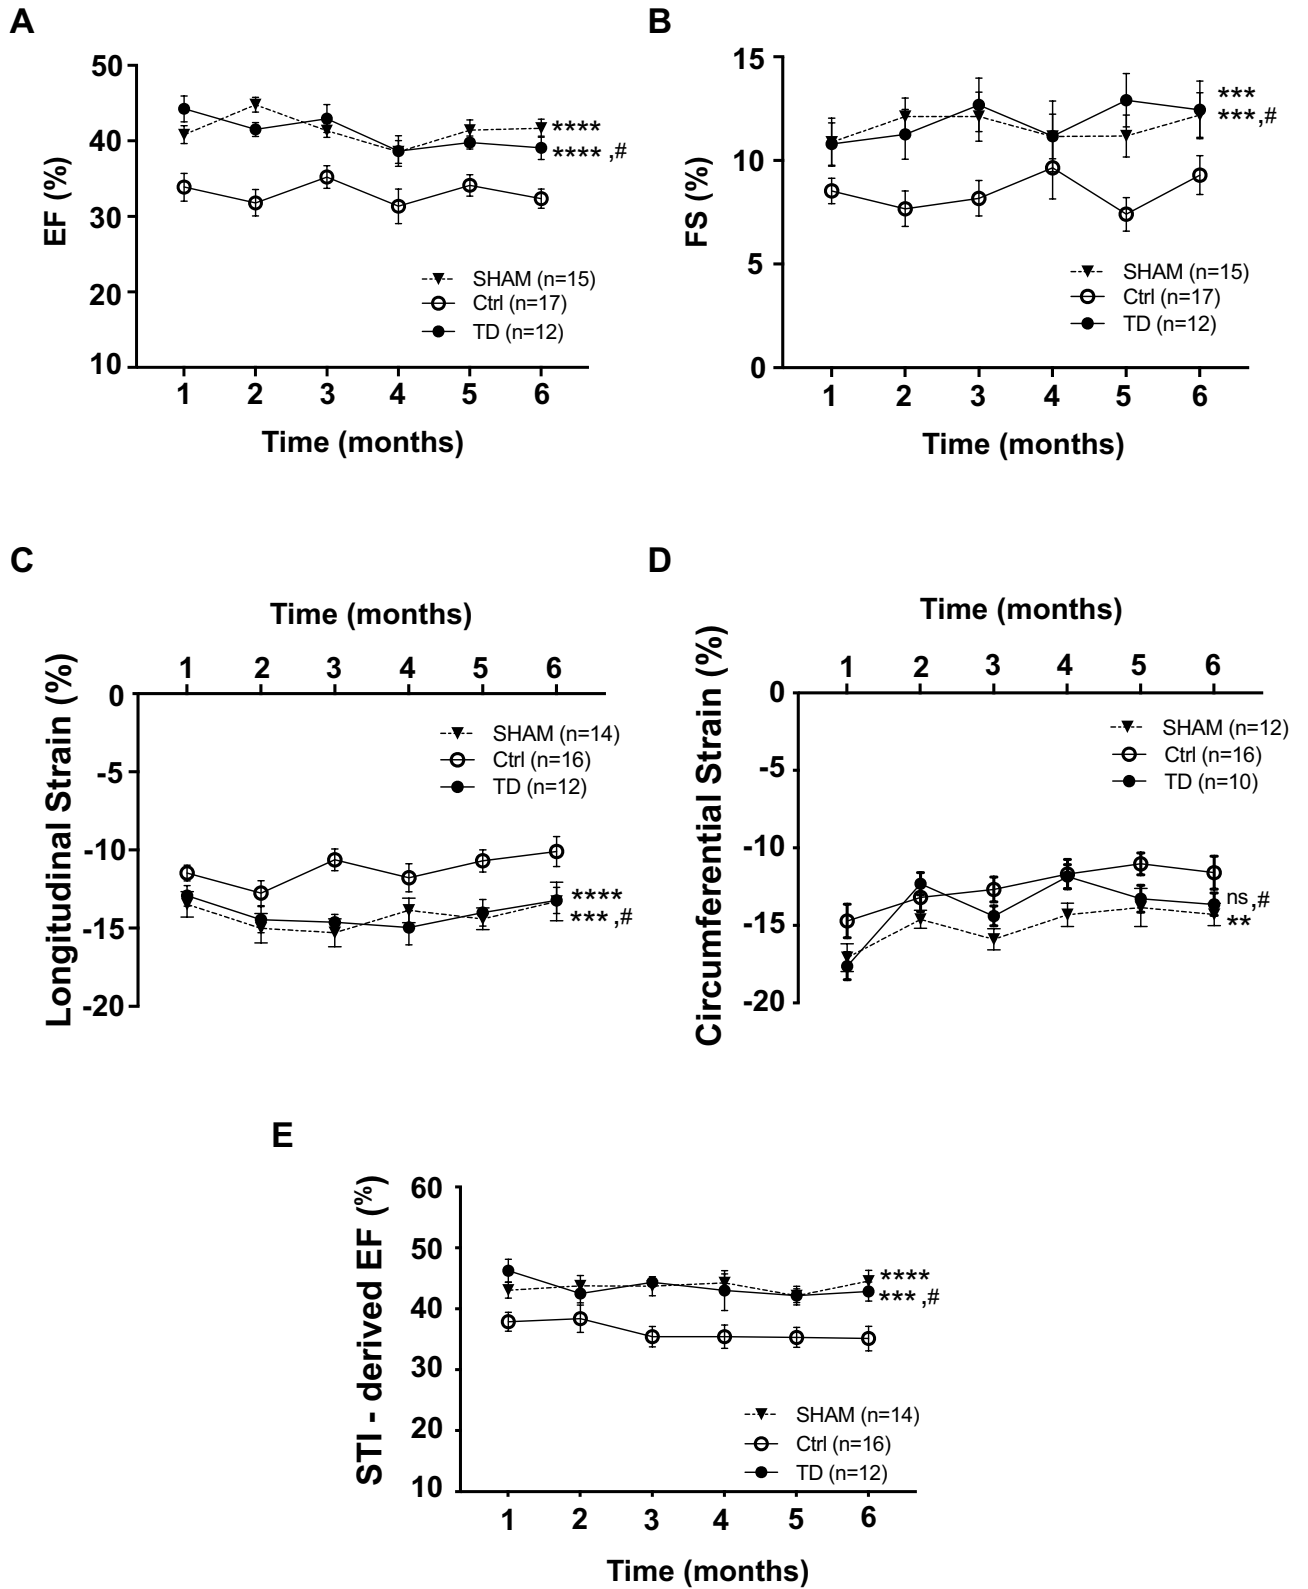 A
EF (%)
50
40
30
20
10
1 2 3 4 5 6
Time (months)
****
****,#
SHAM (n=15)
Ctrl (n=17)
TD (n=12)
B
FS (%)
15
10
5
0
1 2 3 4 5 6
Time (months)
***
***,#
SHAM (n=15)
Ctrl (n=17)
TD (n=12)
C
Time (months)
1 2 3 4 5 6
Longitudinal Strain (%)
0
-5
-10
-15
-20
SHAM (n=14)
Ctrl (n=16)
TD (n=12)
****
***,#
D
Time (months)
1 2 3 4 5 6
Circumferential Strain (%)
0
-5
-10
-15
-20
SHAM (n=12)
Ctrl (n=16)
TD (n=10)
ns,#
**
E
STI - derived EF (%)
60
50
40
30
20
10
1 2 3 4 5 6
Time (months)
****
***,#
SHAM (n=14)
Ctrl (n=16)
TD (n=12)